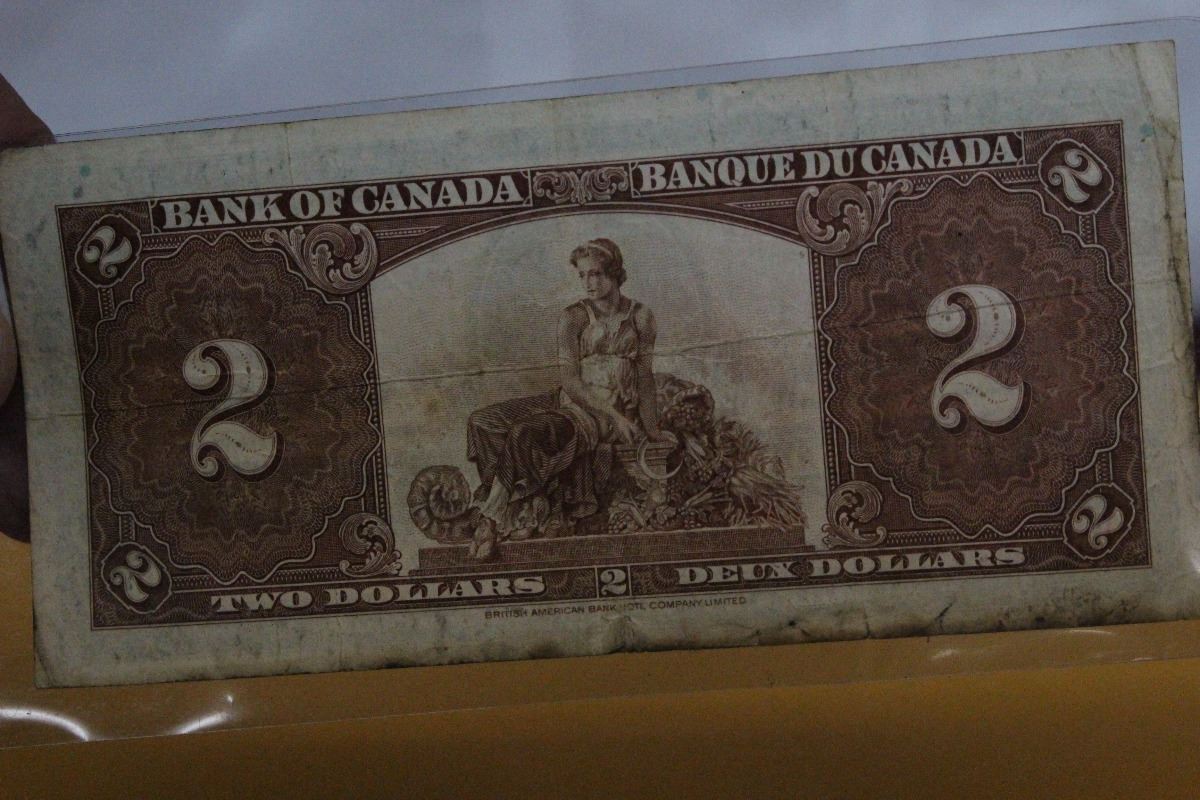 BANK OF CANADA BANQUE DU CANADA
2 2
2 2
2 2
TWO DOLLARS 2 DEUX DOLLARS
BRITISH AMERICAN BANK NOTE COMPANY LIMITED